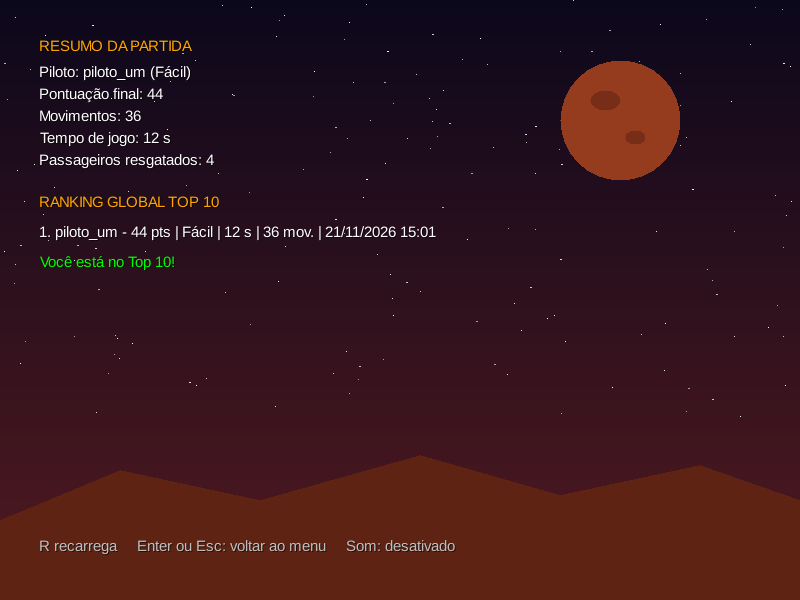 RESUMO DA PARTIDA
Piloto: piloto_um (Fácil)
Pontuação final: 44
Movimentos: 36
Tempo de jogo: 12 s
Passageiros resgatados: 4
RANKING GLOBAL TOP 10
1. piloto_um - 44 pts | Fácil | 12 s | 36 mov. | 21/11/2026 15:01
Você está no Top 10!
R recarrega Enter ou Esc: voltar ao menu Som: desativado